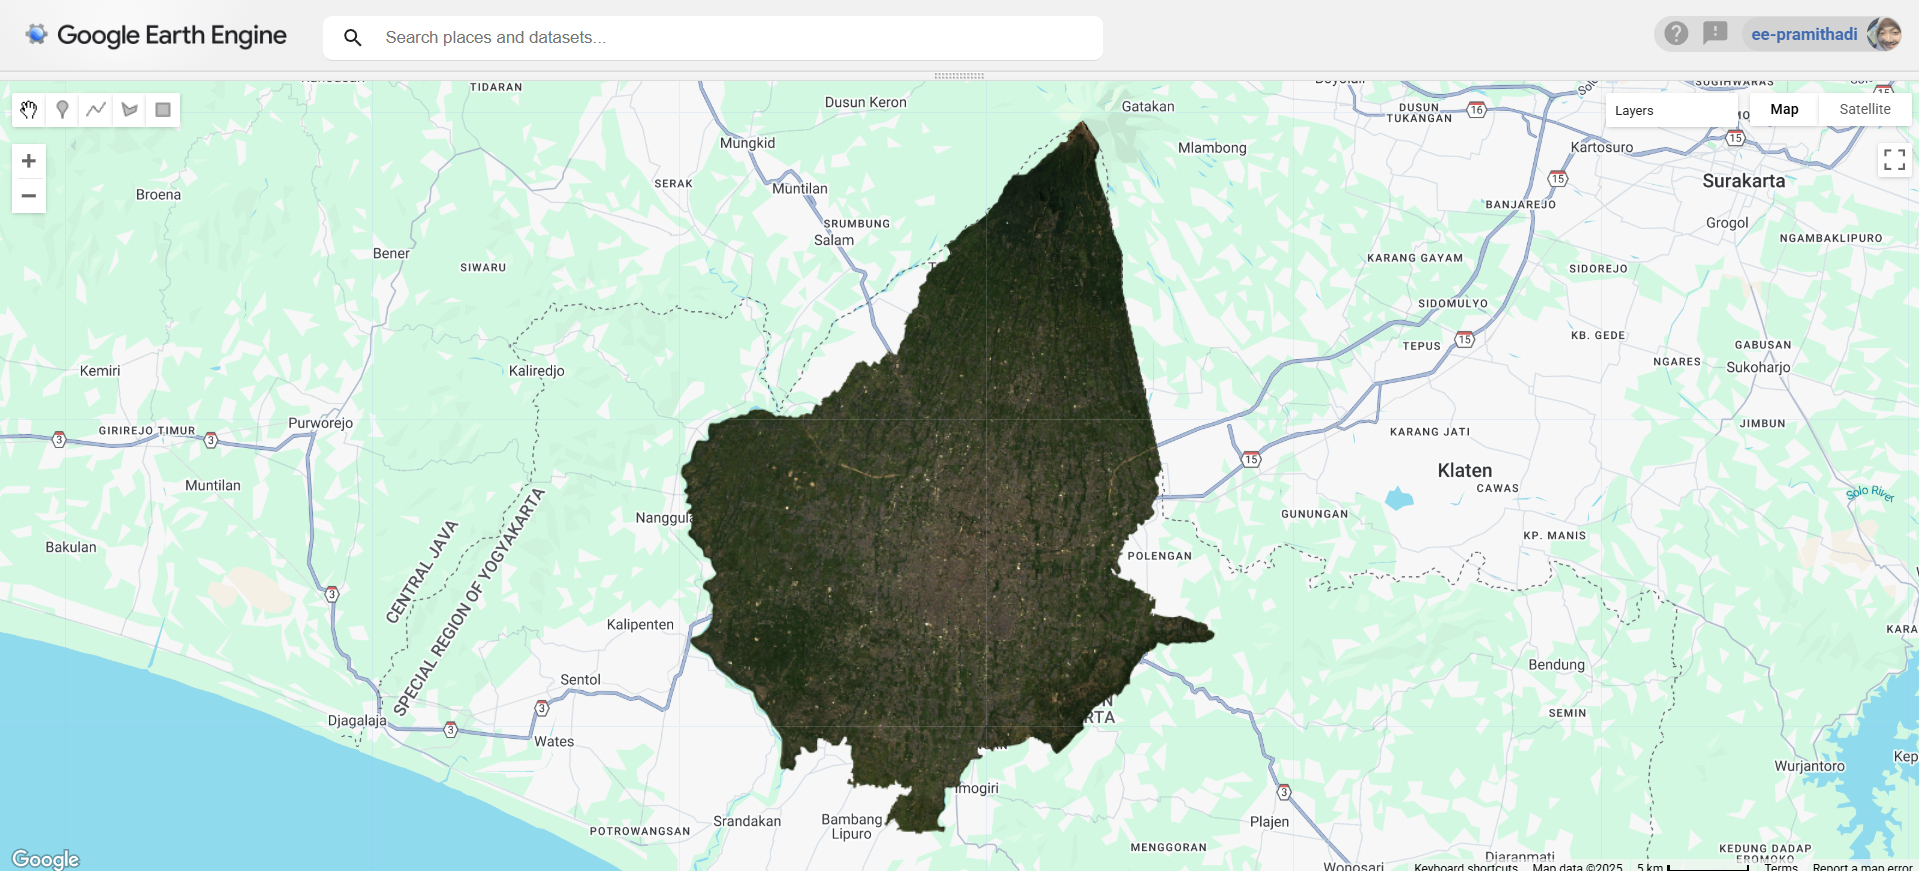 Google Earth Engine
Search places and datasets...
ee-pramithadi
TIDARAN
Dusun Keron
Gatakan
DUSUN
TUKANGAN
16
15
Layers
Map
Satellite
Mungkid
Mlambong
Kartosuro
15
SERAK
Muntilan
15
Surakarta
Broena
BANJAREJO
SRUMBUNG
Salam
Grogol
NGAMBAKLIPURO
Bener
SIWARU
KARANG GAYAM
SIDOREJO
SIDOMULYO
TEPUS
15
KB. GEDE
GABUSAN
NGARES
Sukoharjo
Kemiri
Kaliredjo
Purworejo
JIMBUN
3
GIRIREJO TIMUR
3
KARANG JATI
15
Klaten
CAWAS
Muntilan
Solo River
GUNUNGAN
KP. MANIS
Bakulan
POLENGAN
CENTRAL JAVA
SPECIAL REGION OF YOGYAKARTA
3
Kalipenten
Bendung
Sentol
3
Djagalaja
3
SEMIN
Wates
Wurjantoro
Imogiri
3
Srandakan
Bambang
Lipuro
POTROWANGSAN
Plajen
MENGGORAN
KEDUNG DADAP
Djaranmati
Wonosari
Google
Keyboard shortcuts
Map data ©2025
5 km
Terms
Report a map error